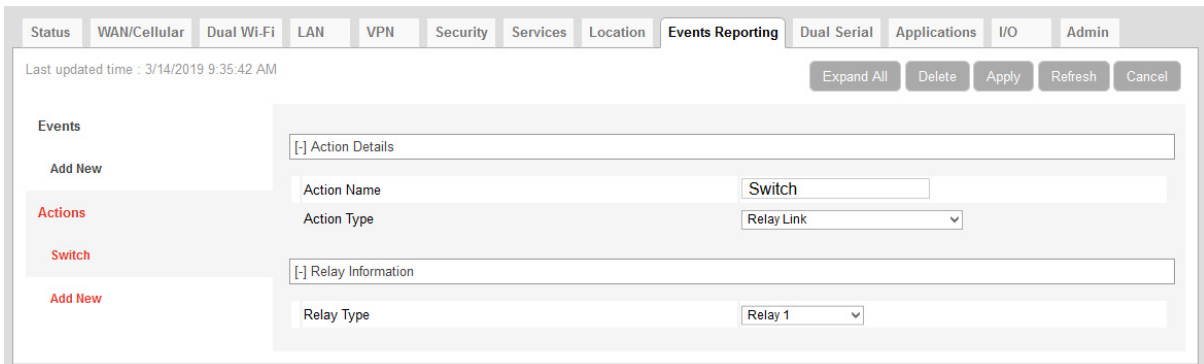 Status WAN/Cellular Dual Wi-Fi LAN VPN Security Services Location Events Reporting Dual Serial Applications I/O Admin
Last updated time : 3/14/2019 9:35:42 AM
Expand All Delete Apply Refresh Cancel
Events
Add New
Actions
Switch
Add New
[-] Action Details
Action Name Switch
Action Type Relay Link
[-] Relay Information
Relay Type Relay 1